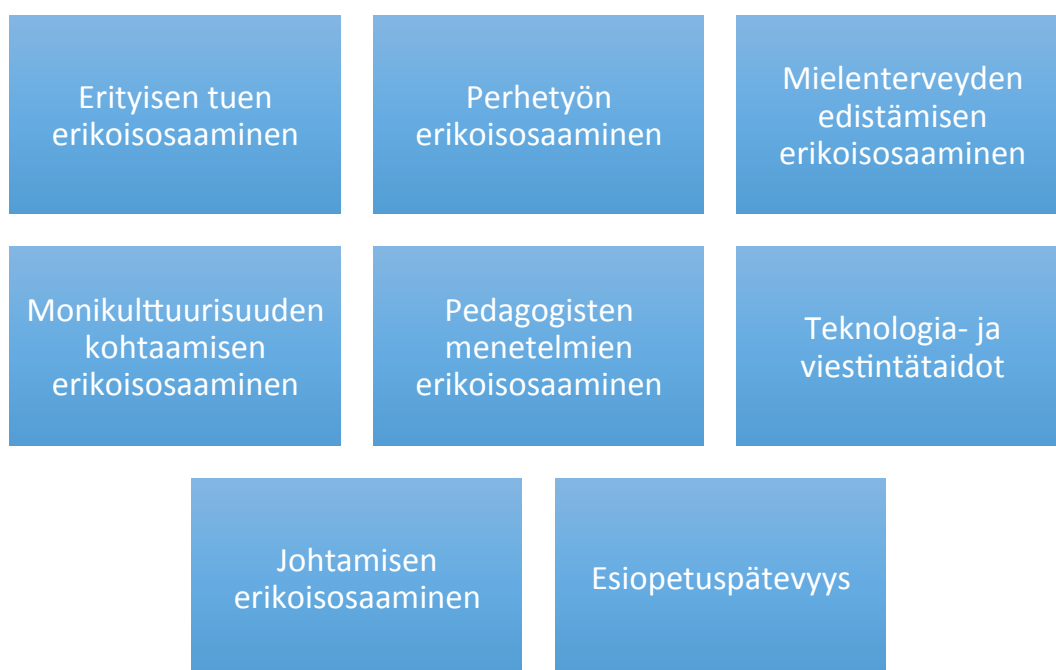 Erityisen tuen
erikoisosaaminen
Perhetyön
erikoisosaaminen
Mielenterveyden
edistämisen
erikoisosaaminen
Monikulttuurisuuden
kohtaamisen
erikoisosaaminen
Pedagogisten
menetelmien
erikoisosaaminen
Teknologia- ja
viestintätaidot
Johtamisen
erikoisosaaminen
Esiopetuspätevyys